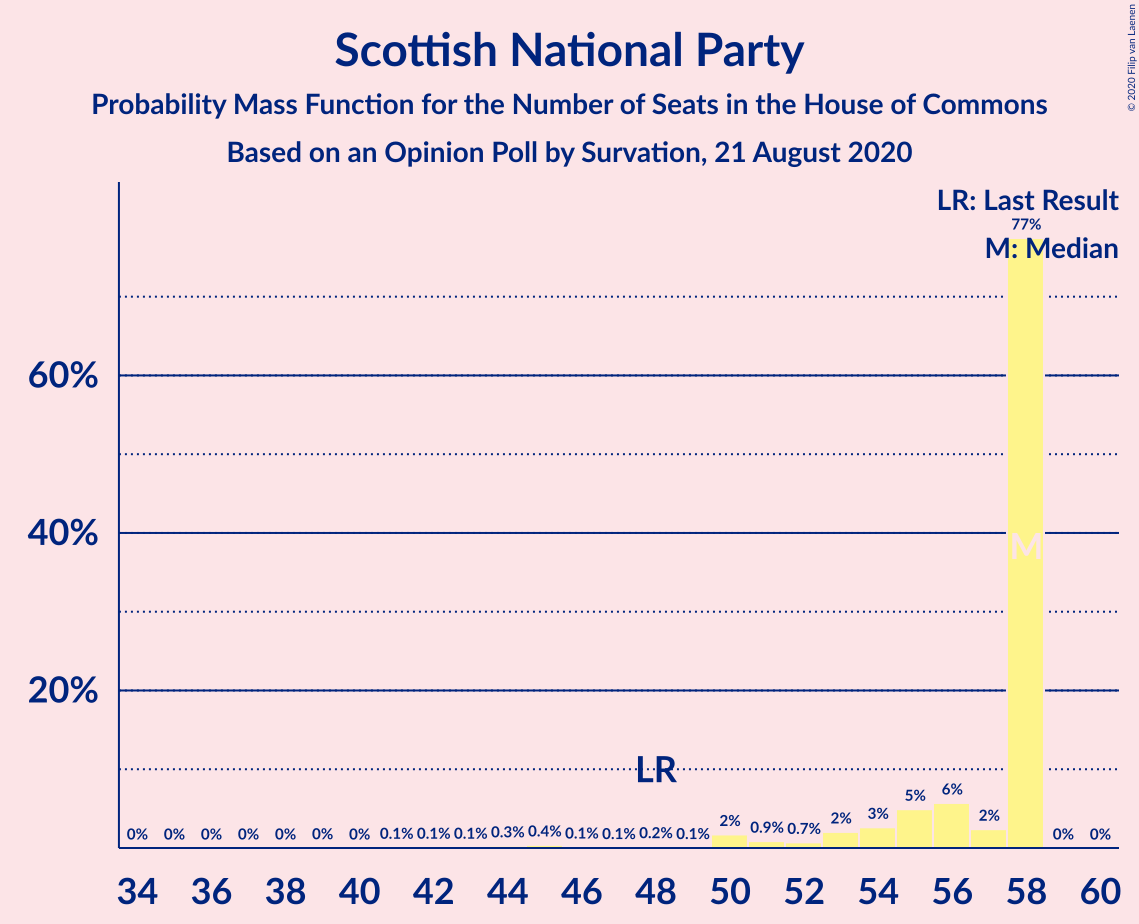 © 2020 Filip van Laenen
Scottish National Party
Probability Mass Function for the Number of Seats in the House of Commons
Based on an Opinion Poll by Survation, 21 August 2020
LR: Last Result
77%
M: Median
60%
40%
M
20%
LR
0% 0% 0% 0% 0% 0% 0% 0.1% 0.1% 0.1% 0.3% 0.4% 0.1% 0.1% 0.2% 0.1% 2% 0.9% 0.7% 2% 3% 5% 6% 2% 0% 0%
34 36 38 40 42 44 46 48 50 52 54 56 58 60